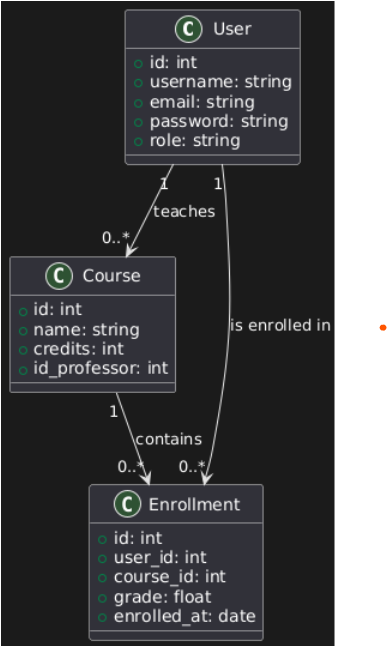 C User
id: int
username: string
email: string
password: string
role: string
1
1
teaches
0..*
C Course
id: int
name: string
credits: int
id_professor: int
is enrolled in
1
contains
0..*
0..*
C Enrollment
id: int
user_id: int
course_id: int
grade: float
enrolled_at: date